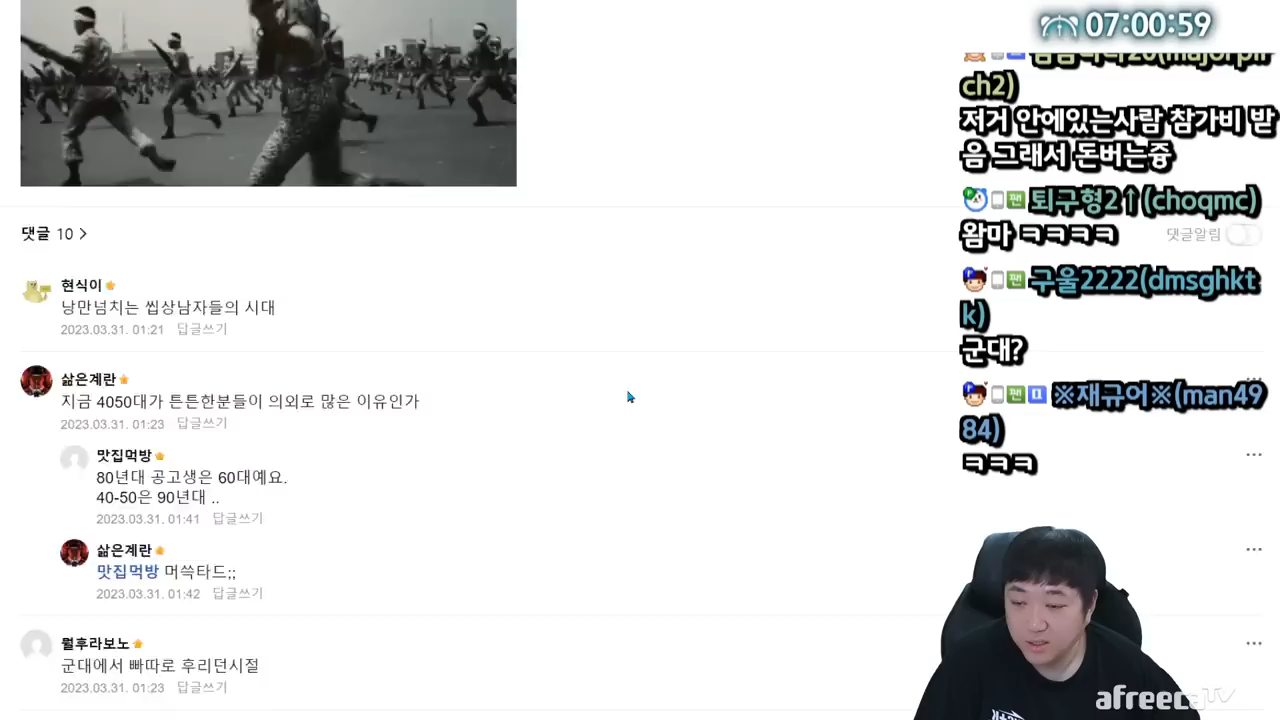 07:00:59
ch2)
저거 안에있는사람 참가비 받
음 그래서 돈버는즁
팬 퇴구형2↑(choqmc)
왐마 ㅋㅋㅋㅋ
팬 구울2222(dmsghkt
k)
군대?
팬 ※재규어※(man49
84)
ㅋㅋㅋ
댓글 10 >
댓글알림
현식이
낭만넘치는 씹상남자들의 시대
2023.03.31. 01:21 답글쓰기
삶은계란
지금 4050대가 튼튼한분들이 의외로 많은 이유인가
2023.03.31. 01:23 답글쓰기
맛집먹방
80년대 공고생은 60대예요.
40-50은 90년대 ..
2023.03.31. 01:41 답글쓰기
삶은계란
맛집먹방 머쓱타드;;
2023.03.31. 01:42 답글쓰기
뭘후라보노
군대에서 빠따로 후리던시절
2023.03.31. 01:23 답글쓰기
afreecaTV